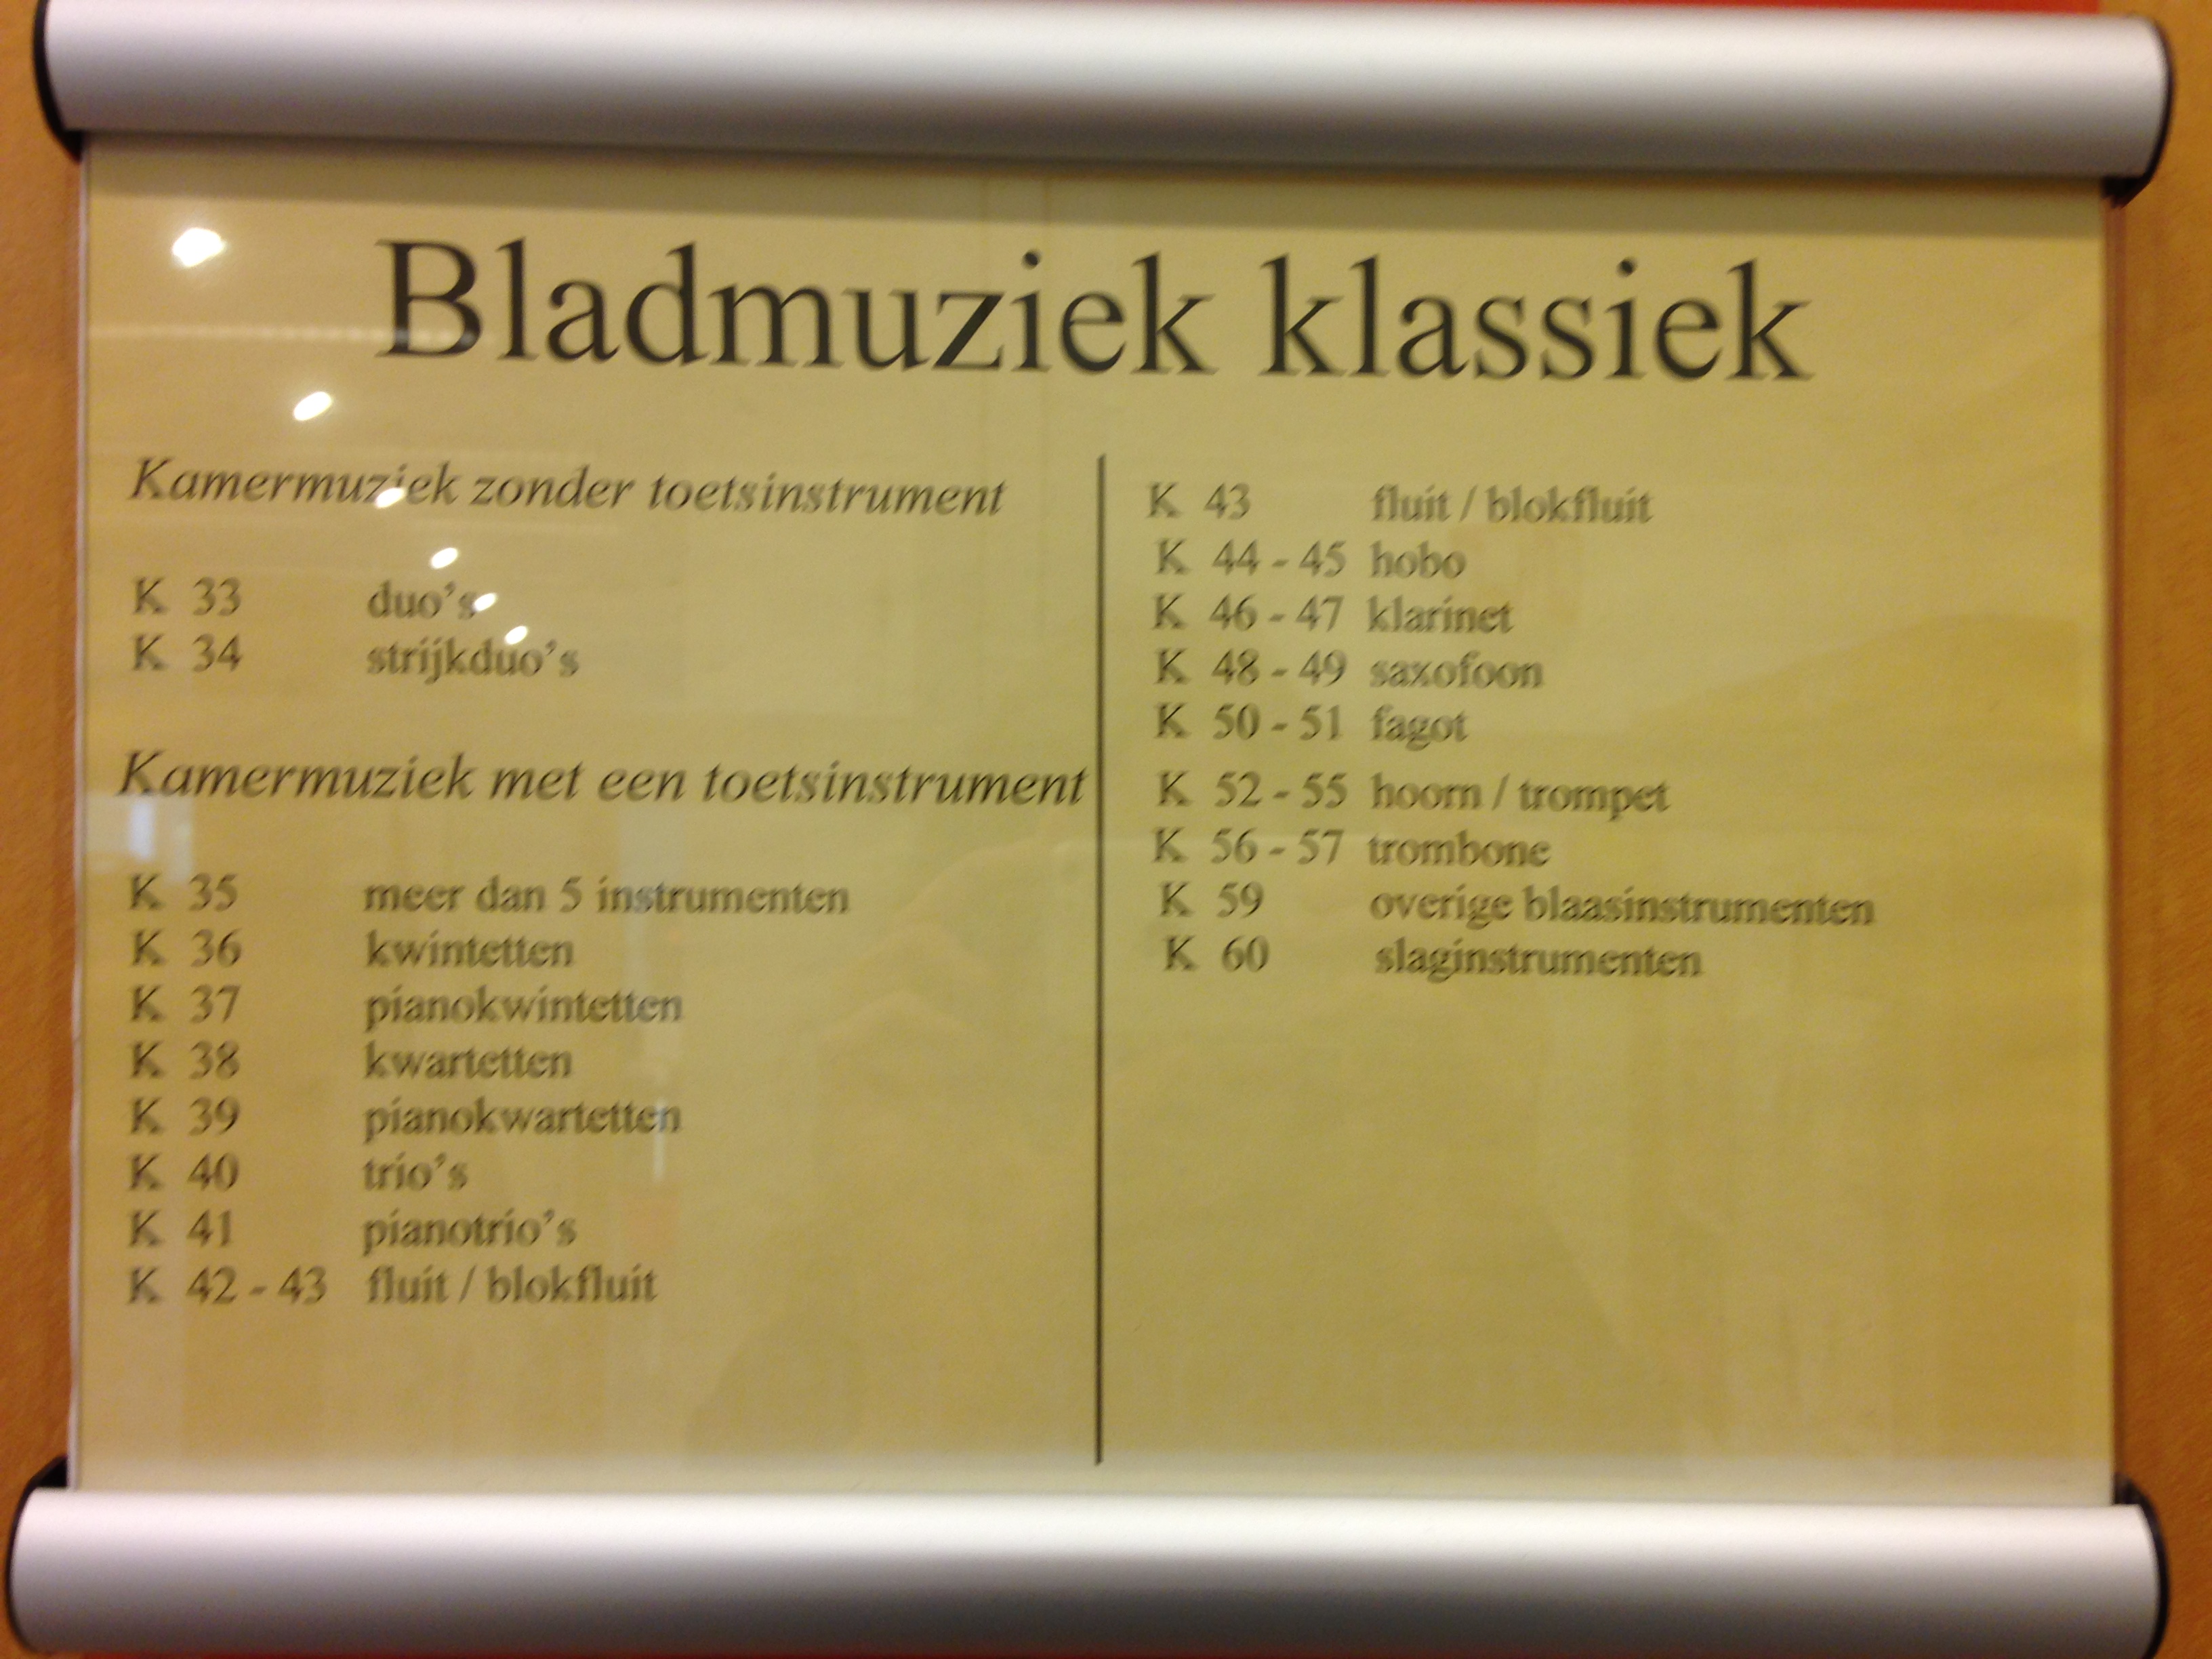 Bladmuziek klassiek
Kamermuziek zonder toetsinstrument
K 33 duo's
K 34 strijkduo's
Kamermuziek met een toetsinstrument
K 35 meer dan 5 instrumenten
K 36 kwintetten
K 37 pianokwintetten
K 38 kwartetten
K 39 pianokwartetten
K 40 trio's
K 41 pianotrio's
K 42 - 43 fluit / blokfluit
K 43 fluit / blokfluit
K 44 - 45 hobo
K 46 - 47 klarinet
K 48 - 49 saxofoon
K 50 - 51 fagot
K 52 - 55 hoorn / trompet
K 56 - 57 trombone
K 59 overige blaasinstrumenten
K 60 slaginstrumenten